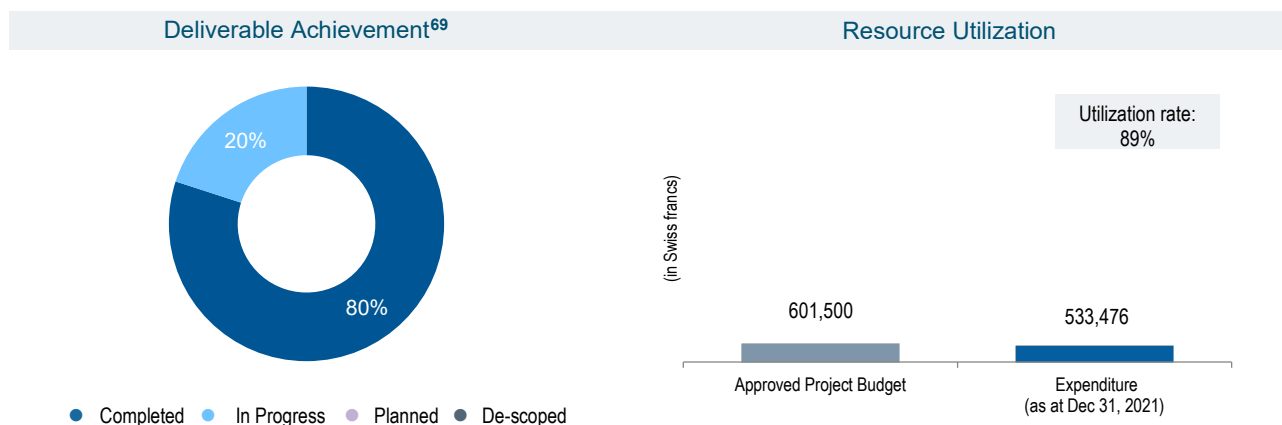 Deliverable Achievement69
20%
80%
Completed
In Progress
Planned
De-scoped
Resource Utilization
Utilization rate:
89%
(in Swiss francs)
601,500
533,476
Approved Project Budget
Expenditure
(as at Dec 31, 2021)